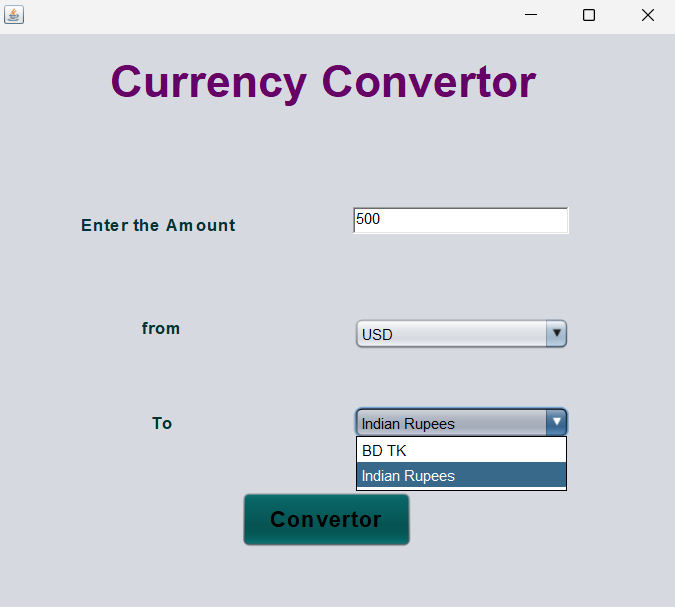 Currency Convertor
Enter the Amount
500
from
USD
To
Indian Rupees
BD TK
Indian Rupees
Convertor